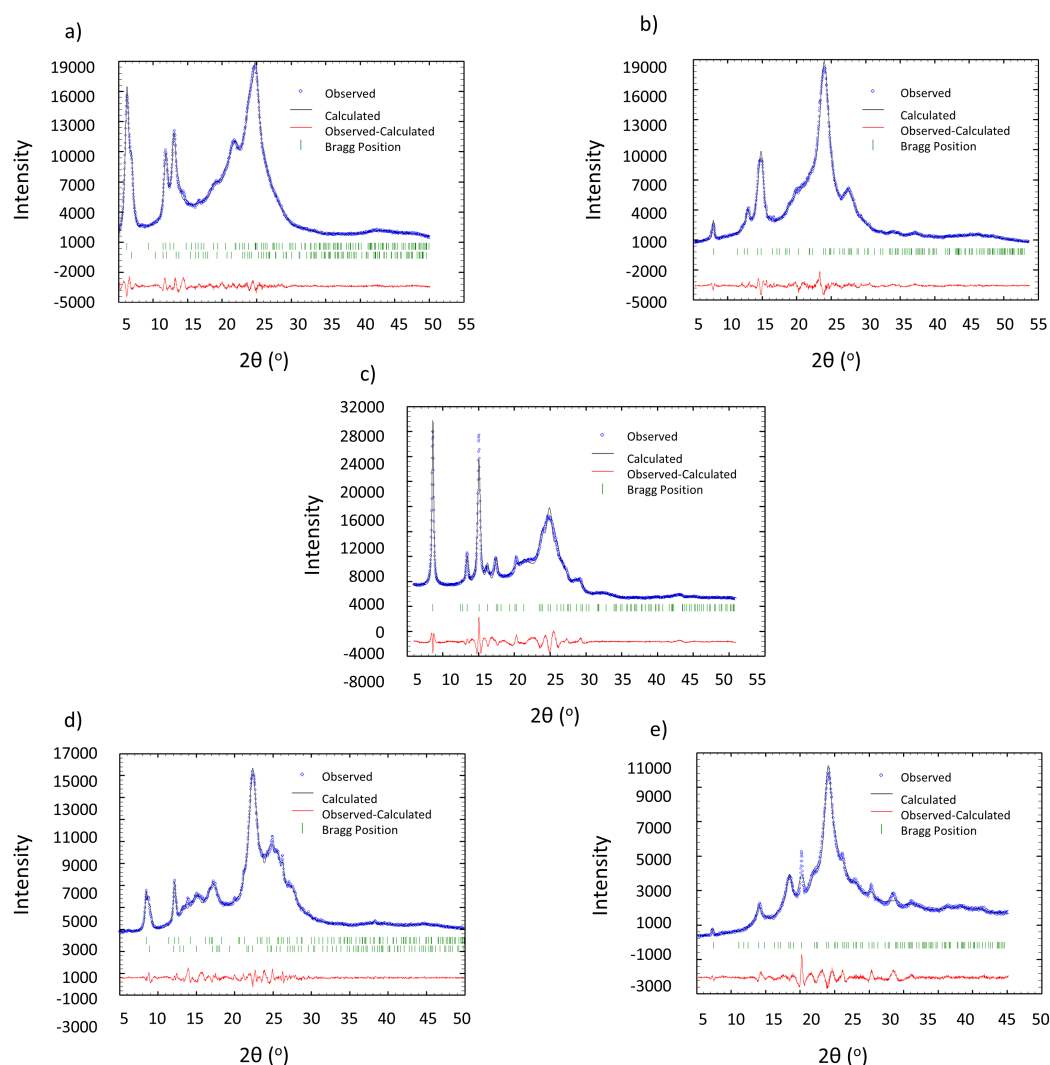 a)
19000
16000
13000
10000
7000
4000
1000
-2000
-5000
Intensity
Observed
Calculated
Observed-Calculated
Bragg Position
5 10 15 20 25 30 35 40 45 50 55
2θ (°)
b)
19000
16000
13000
10000
7000
4000
1000
-2000
-5000
Intensity
Observed
Calculated
Observed-Calculated
Bragg Position
5 10 15 20 25 30 35 40 45 50 55
2θ (°)
c)
32000
28000
24000
20000
16000
12000
8000
4000
0
-4000
-8000
Intensity
Observed
Calculated
Observed-Calculated
Bragg Position
5 10 15 20 25 30 35 40 45 50 55
2θ (°)
d)
17000
15000
13000
11000
9000
7000
5000
3000
1000
-1000
-3000
Intensity
Observed
Calculated
Observed-Calculated
Bragg Position
5 10 15 20 25 30 35 40 45 50
2θ (°)
e)
11000
9000
7000
5000
3000
1000
-1000
-3000
Intensity
Observed
Calculated
Observed-Calculated
Bragg Position
5 10 15 20 25 30 35 40 45 50
2θ (°)